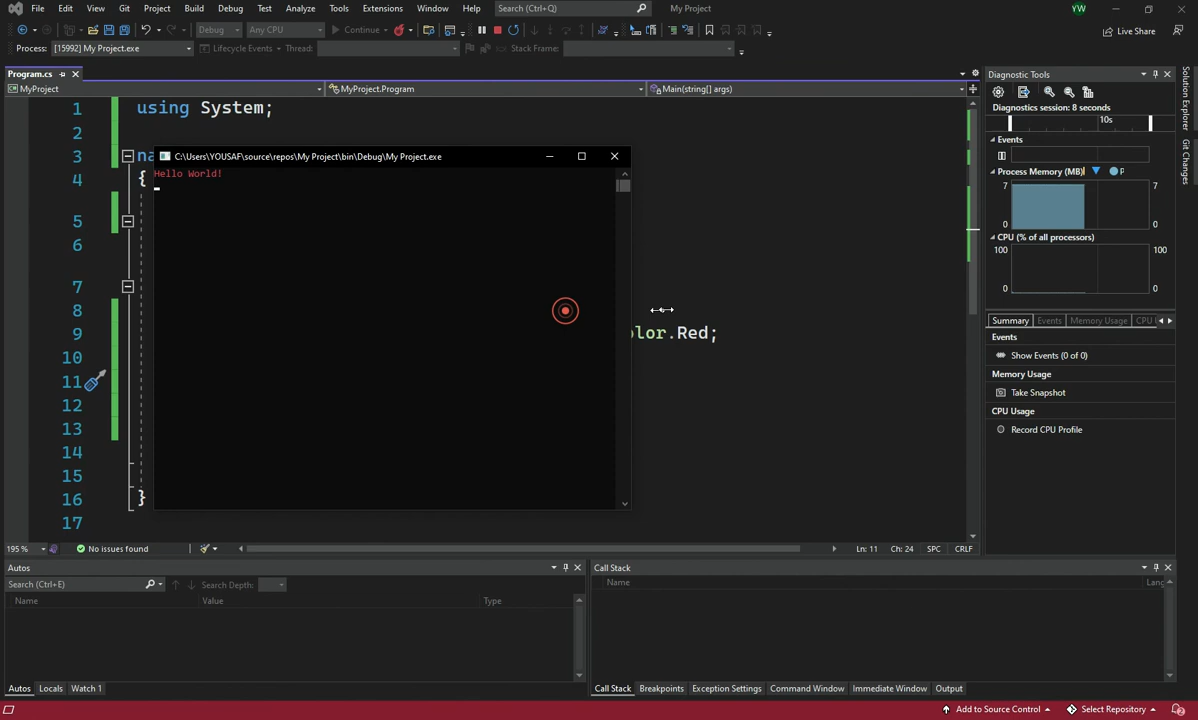 File Edit View Git Project Build Debug Test Analyze Tools Extensions Window Help Search (Ctrl+Q) My Project YW
Debug Any CPU Continue Live Share
Process: [15992] My Project.exe Lifecycle Events Thread: Stack Frame:
Program.cs
MyProject MyProject.Program Main(string[] args)
1 using System;
2
3 na
4 {
5
6
7
8
9 olor.Red;
10
11
12
13
14
15
16 }
17
C:\Users\YOUSAF\source\repos\My Project\bin\Debug\My Project.exe
Hello World!
195 % No issues found Ln: 11 Ch: 24 SPC CRLF
Diagnostic Tools
Diagnostics session: 8 seconds
10s
Events
Process Memory (MB) P
7 7
0 0
CPU (% of all processors)
100 100
0 0
Summary Events Memory Usage CPU
Events
Show Events (0 of 0)
Memory Usage
Take Snapshot
CPU Usage
Record CPU Profile
Solution Explorer
Git Changes
Autos
Search (Ctrl+E) Search Depth:
Name Value Type
Autos Locals Watch 1
Call Stack
Name Lang
Call Stack Breakpoints Exception Settings Command Window Immediate Window Output
Add to Source Control Select Repository 2